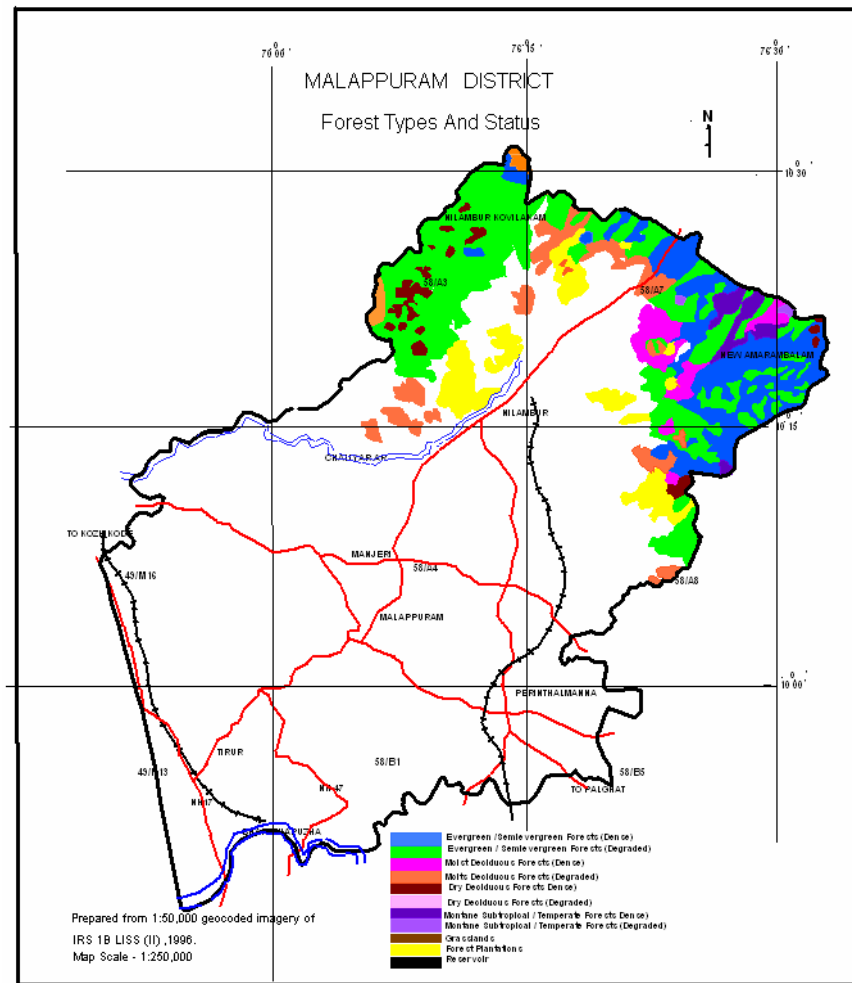 76 00'
76 15'
76 30'
MALAPPURAM DISTRICT
Forest Types And Status
N
10 30
NILAMBUR KOVILAKAM
58/A3
58/A7
NEW AMARAMBALAM
NILAMBUR
10 15
CHALIYAR AR
TO KOZHIKODE
49/M16
MANJERI
58/A4
58/A8
MALAPPURAM
10 00
PERINTHALMANNA
TIRUR
58/B1
49/N13
58/B5
NH 47
TO PALGHAT
NH17
Evergreen /Semievergreen Forests (Dense)
Evergreen / Semievergreen Forests (Degraded)
Moist Deciduous Forests (Dense)
Moits Deciduous Forests (Degraded)
Dry Deciduous Forests Dense)
Dry Deciduous Forests (Degraded)
Montane Subtropical / Temperate Forests Dense)
Montane Subtropical / Temperate Forests (Degraded)
Grasslands
Forest Plantations
Reservoir
Prepared from 1:50,000 geocoded imagery of
IRS 1B LISS (II) ,1996.
Map Scale - 1:250,000